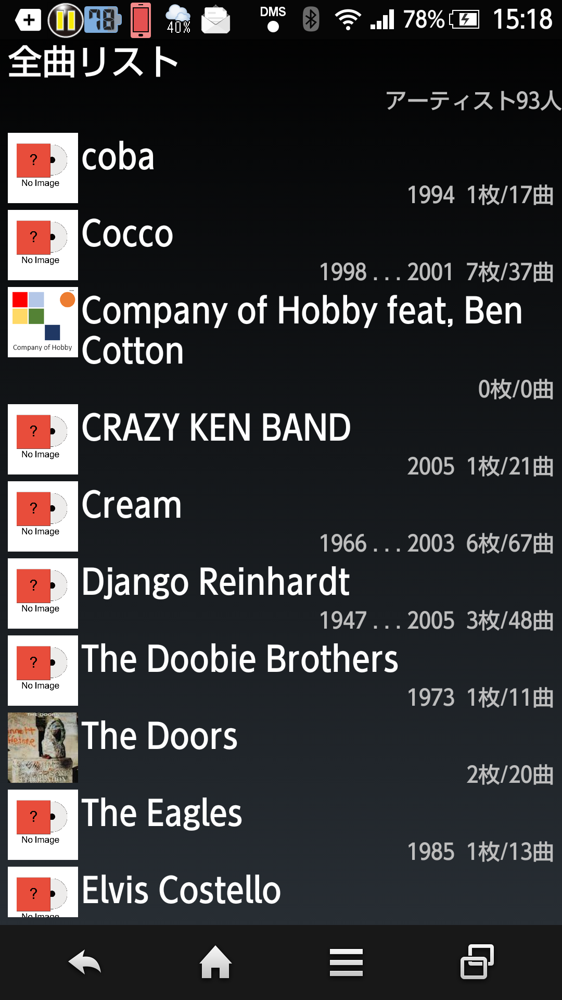 78
40%
DMS
78%
15:18
全曲リスト
アーティスト93人
?
No Image
coba
1994 1枚/17曲
?
No Image
Cocco
1998 . . . 2001 7枚/37曲
Company of Hobby
Company of Hobby feat, Ben
Cotton
0枚/0曲
?
No Image
CRAZY KEN BAND
2005 1枚/21曲
?
No Image
Cream
1966 . . . 2003 6枚/67曲
?
No Image
Django Reinhardt
1947 . . . 2005 3枚/48曲
?
No Image
The Doobie Brothers
1973 1枚/11曲
THE DOORS
MORRISON
CELEBRATION
The Doors
2枚/20曲
?
No Image
The Eagles
1985 1枚/13曲
?
No Image
Elvis Costello